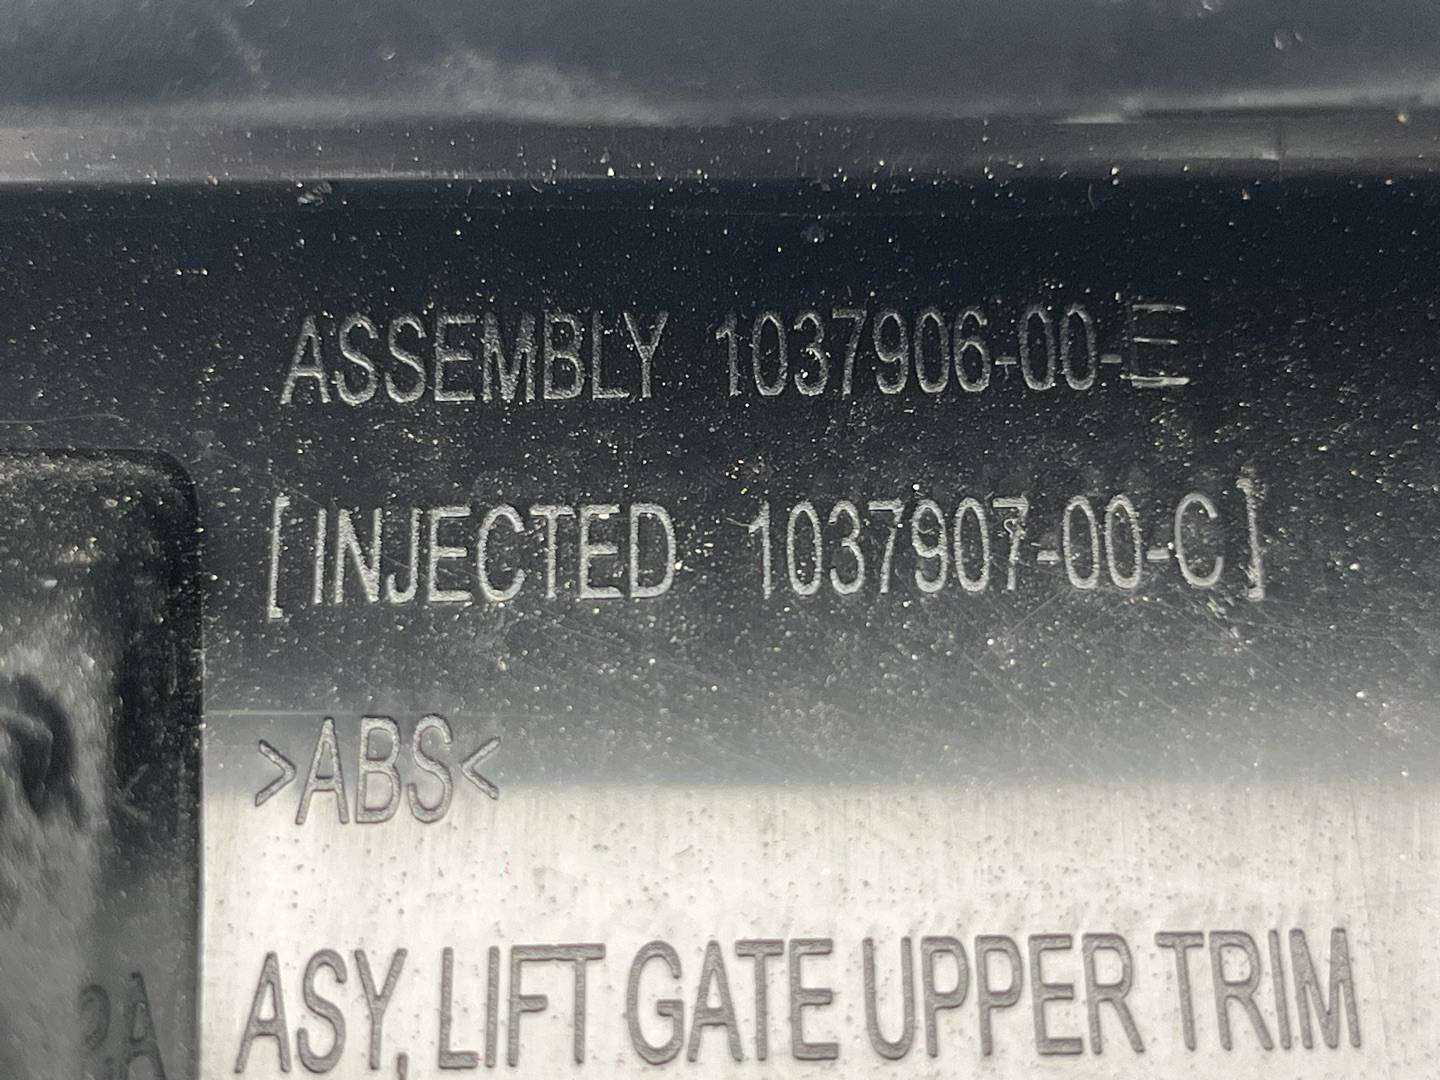 ASSEMBLY 1037906-00-E
[INJECTED 1037907-00-C]
>ABS<
ASY, LIFT GATE UPPER TRIM